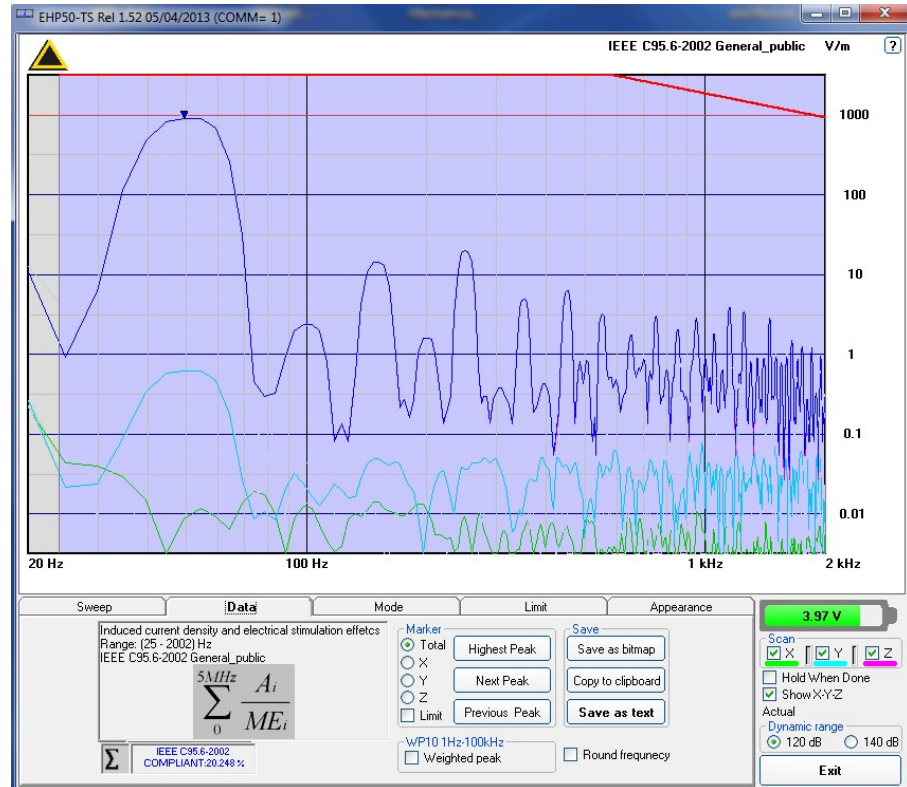 EHP50-TS Rel 1.52 05/04/2013 (COMM= 1)
IEEE C95.6-2002 General_public V/m ?
1000
100
10
1
0.1
0.01
20 Hz 100 Hz 1 kHz 2 kHz
Sweep Data Mode Limit Appearance
Induced current density and electrical stimulation effetcs
Range: (25 - 2002) Hz
IEEE C95.6-2002 General_public
5MHz
∑ Ai / MEi
0
Σ
IEEE C95.6-2002
COMPLIANT:20.248 %
Marker
Total
X
Y
Z
Limit
Highest Peak
Next Peak
Previous Peak
WP10 1Hz-100kHz
Weighted peak
Save
Save as bitmap
Copy to clipboard
Save as text
Round frequnecy
3.97 V
Scan
X Y Z
Hold When Done
Show X-Y-Z
Actual
Dynamic range
120 dB 140 dB
Exit